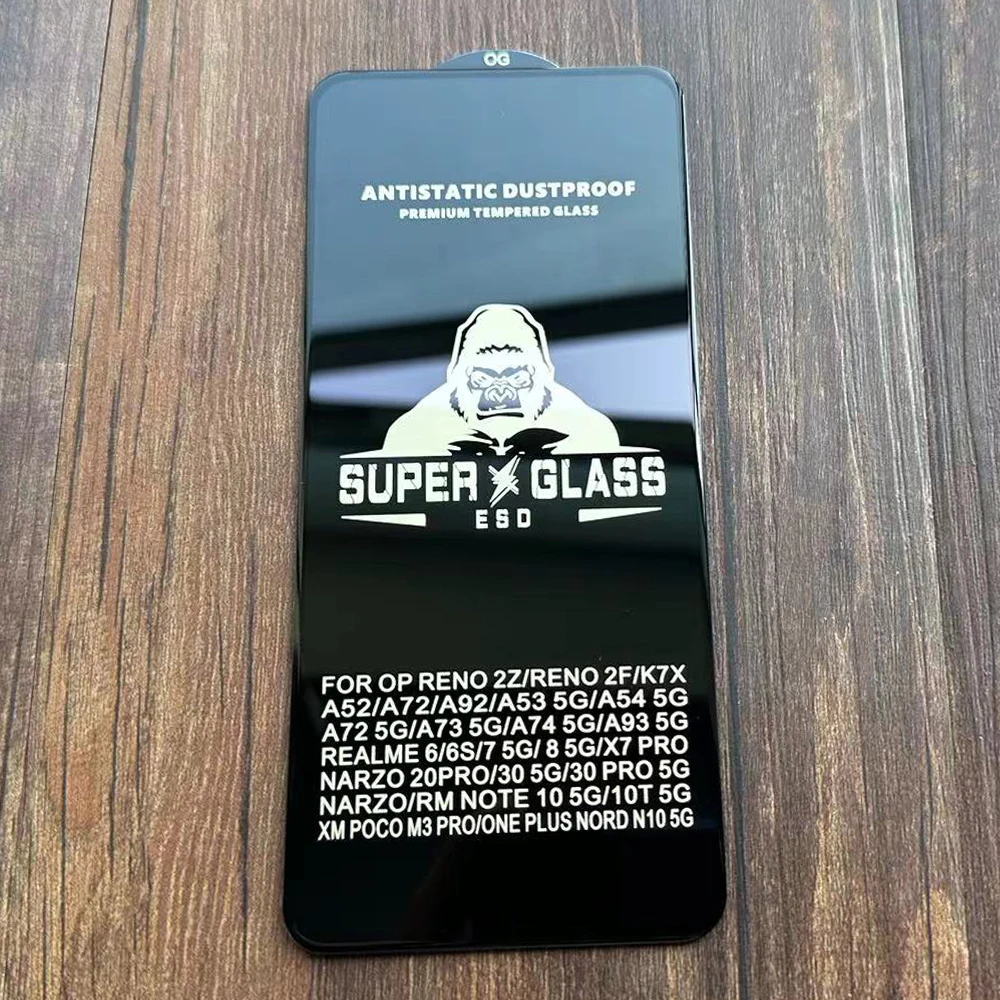 OG
ANTISTATIC DUSTPROOF
PREMIUM TEMPERED GLASS
SUPER GLASS
ESD
FOR OP RENO 2Z/RENO 2F/K7X
A52/A72/A92/A53 5G/A54 5G
A72 5G/A73 5G/A74 5G/A93 5G
REALME 6/6S/7 5G/ 8 5G/X7 PRO
NARZO 20PRO/30 5G/30 PRO 5G
NARZO/RM NOTE 10 5G/10T 5G
XM POCO M3 PRO/ONE PLUS NORD N10 5G